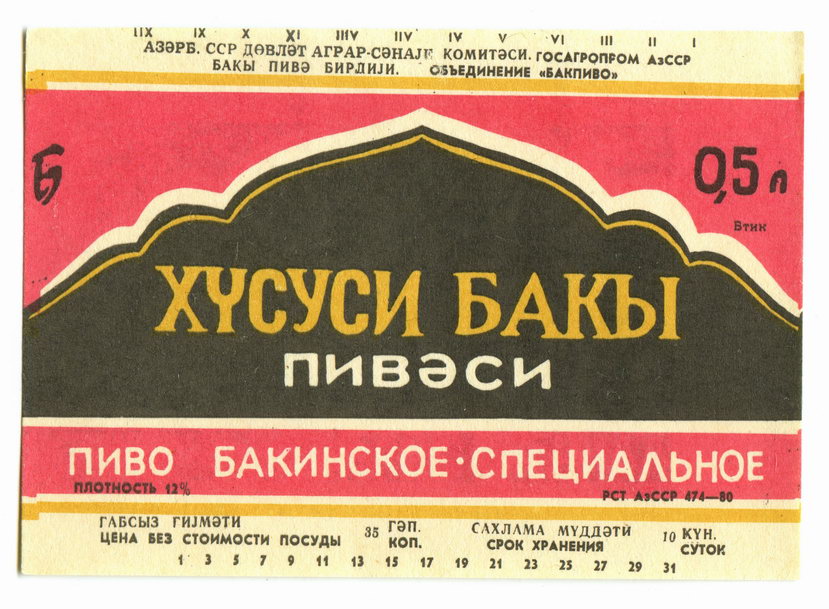 IIX IX X XI IIIV IIV IV V VI III II I
АЗӘРБ. ССР ДӨВЛӘТ АГРАР-СӘНАЈЕ КОМИТӘСИ. ГОСАГРОПРОМ АзССР
БАКЫ ПИВӘ БИРЛИЈИ. ОБЪЕДИНЕНИЕ «БАКПИВО»
Б
0,5 л
Втик
ХҮСУСИ БАКЫ
ПИВӘСИ
ПИВО БАКИНСКОЕ·СПЕЦИАЛЬНОЕ
ПЛОТНОСТЬ 12% РСТ АзССР 474—80
ГАБСЫЗ ГИЈМӘТИ 35 ГӘП. САХЛАМА МҮДДӘТИ 10 КҮН.
ЦЕНА БЕЗ СТОИМОСТИ ПОСУДЫ КОП. СРОК ХРАНЕНИЯ СУТОК
1 3 5 7 9 11 13 15 17 19 21 23 25 27 29 31